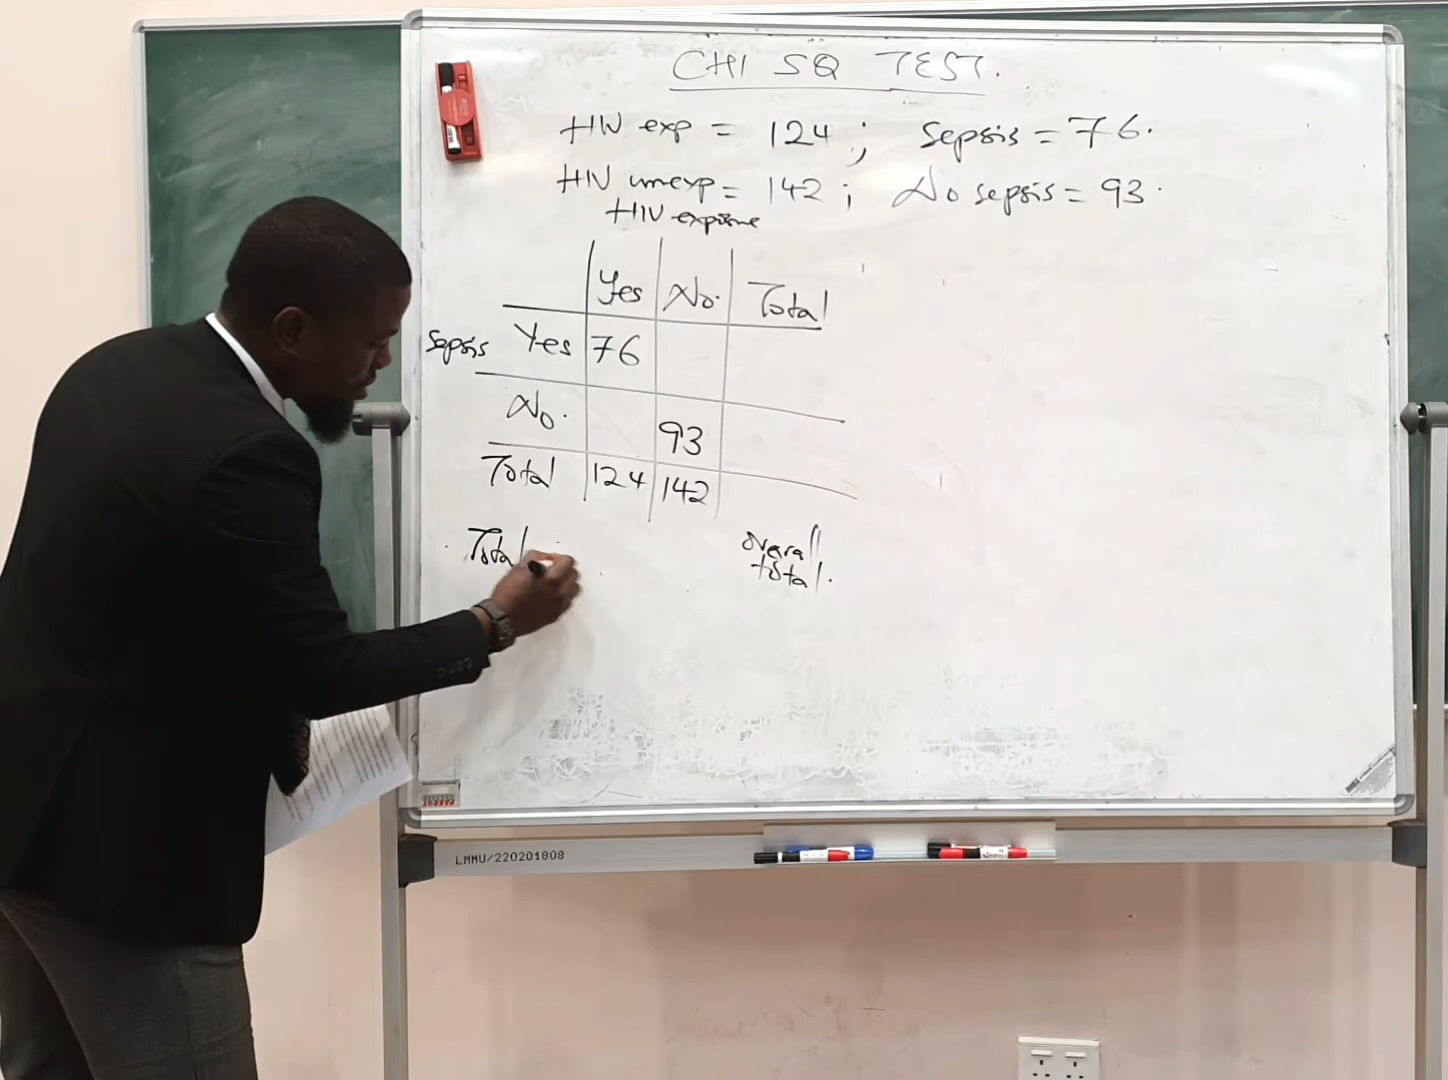 CHI SQ TEST.
HIV exp = 124 ; Sepsis = 76.
HIV unexp = 142 ; No sepsis = 93.
HIV exposure
Yes No. Total
Sepsis Yes 76
No. 93
Total 124 142
Total
overall
total.
LMMU/220201808